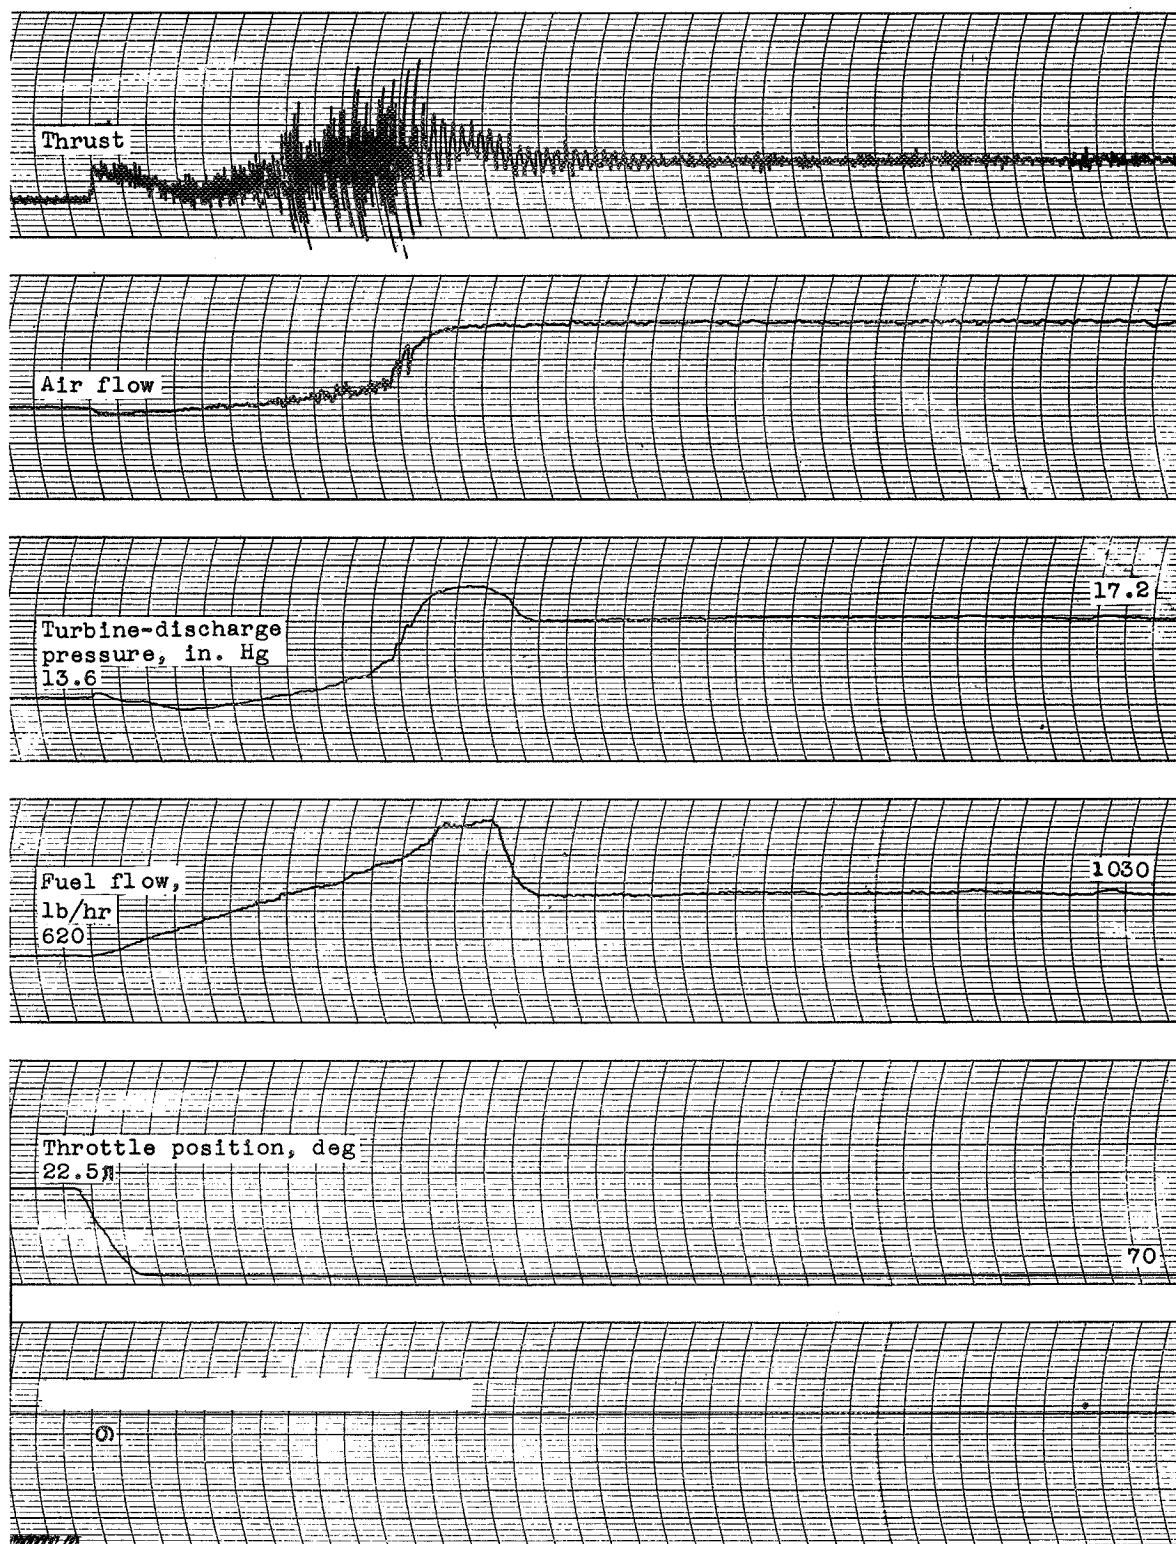 Thrust
Air flow
17.2
Turbine-discharge
pressure, in. Hg
13.6
1030
Fuel flow,
lb/hr
620
Throttle position, deg
22.5
70